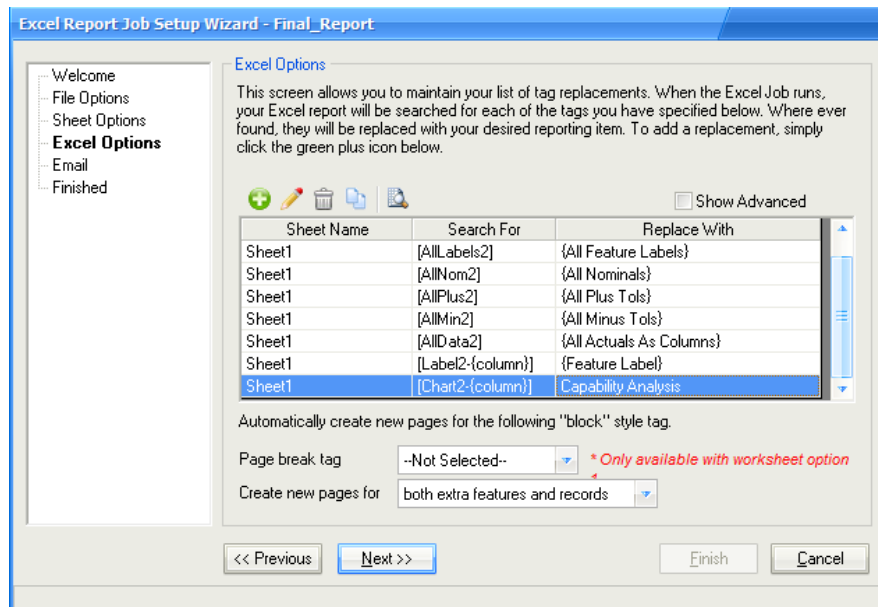 Excel Report Job Setup Wizard - Final_Report
Welcome
File Options
Sheet Options
Excel Options
Email
Finished
Excel Options
This screen allows you to maintain your list of tag replacements. When the Excel Job runs,
your Excel report will be searched for each of the tags you have specified below. Where ever
found, they will be replaced with your desired reporting item. To add a replacement, simply
click the green plus icon below.
Show Advanced
Sheet Name Search For Replace With
Sheet1 [AllLabels2] {All Feature Labels}
Sheet1 [AllNom2] {All Nominals}
Sheet1 [AllPlus2] {All Plus Tols}
Sheet1 [AllMin2] {All Minus Tols}
Sheet1 [AllData2] {All Actuals As Columns}
Sheet1 [Label2-{column}] {Feature Label}
Sheet1 [Chart2-{column}] Capability Analysis
Automatically create new pages for the following "block" style tag.
Page break tag --Not Selected-- * Only available with worksheet option
Create new pages for both extra features and records
<< Previous Next >> Finish Cancel